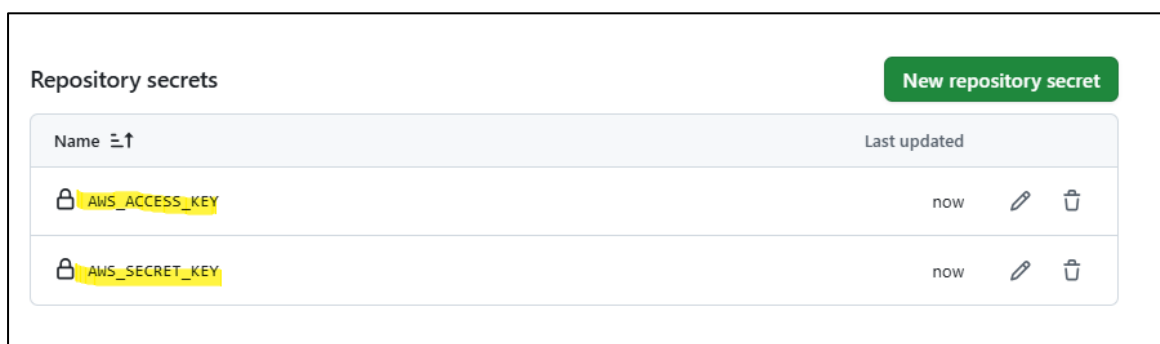 Repository secrets
New repository secret
Name
Last updated
AWS_ACCESS_KEY
now
AWS_SECRET_KEY
now